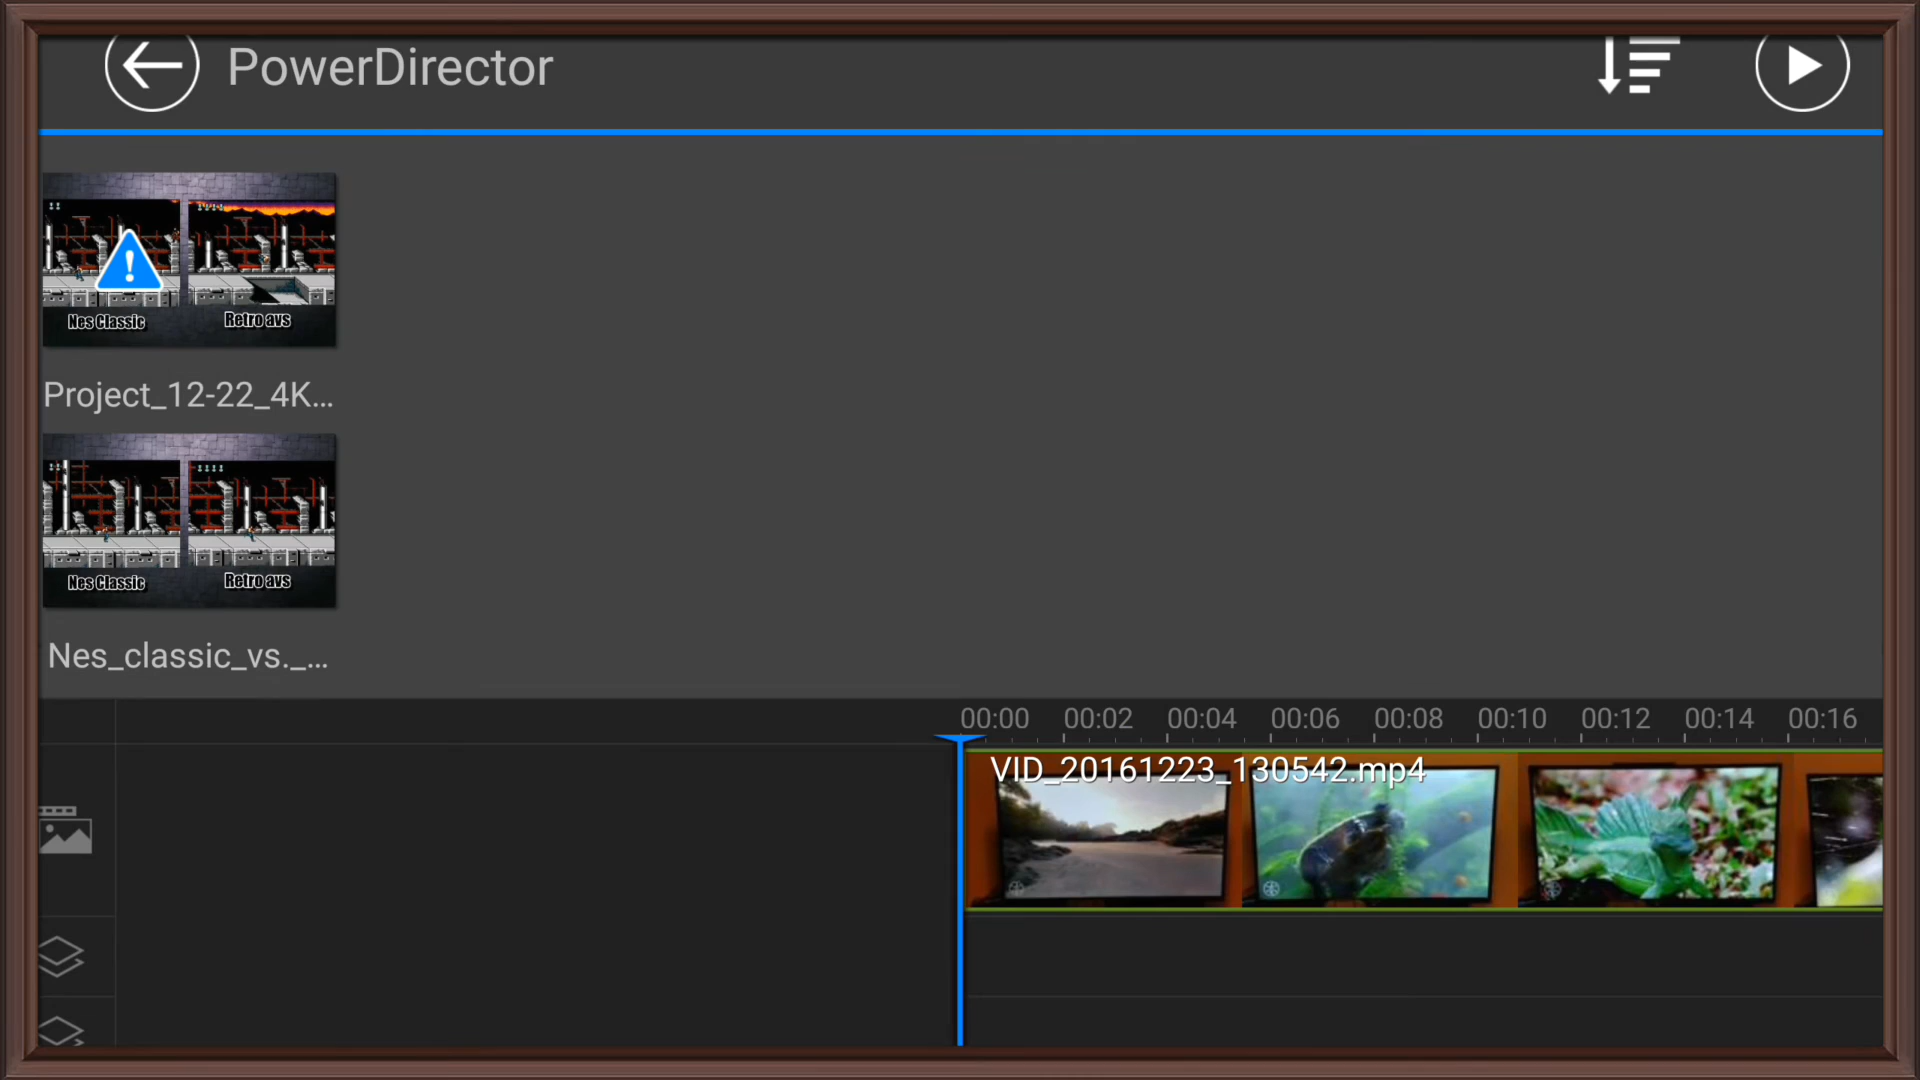 PowerDirector
!
Nes Classic
Retro avs
Project_12-22_4K...
Nes Classic
Retro avs
Nes_classic_vs._...
00:00 00:02 00:04 00:06 00:08 00:10 00:12 00:14 00:16
VID_20161223_130542.mp4